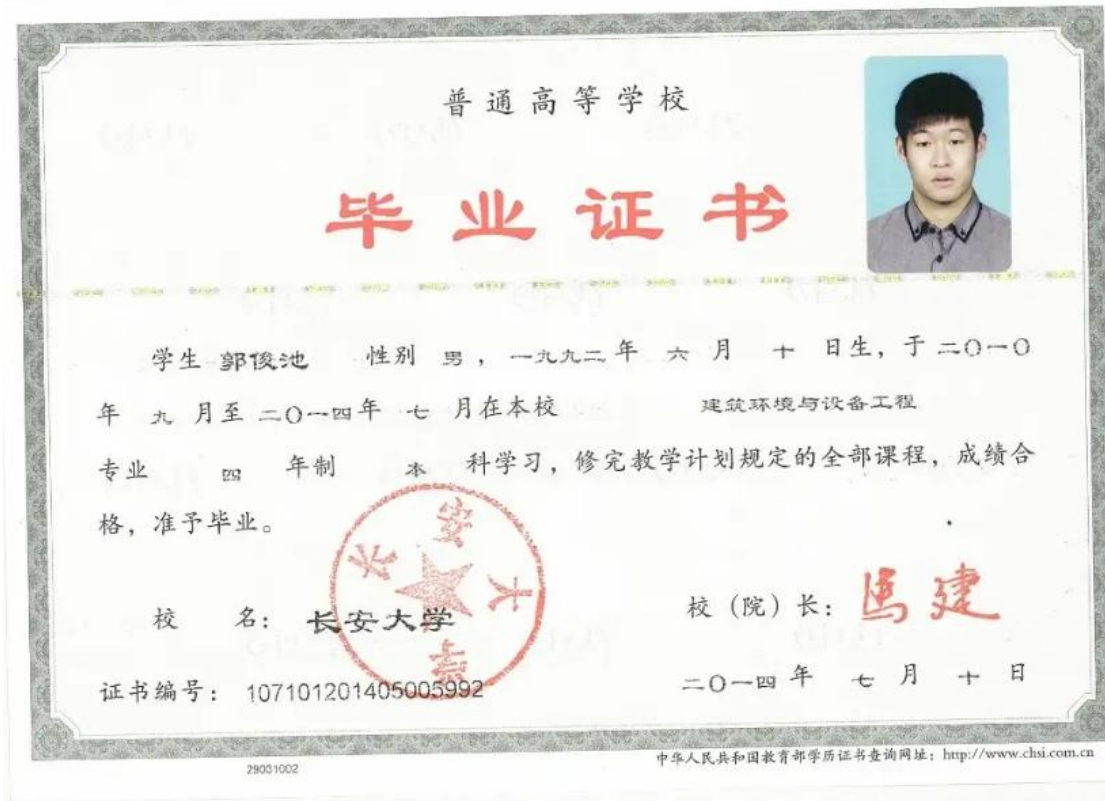 普通高等学校
毕业证书
学生 郭俊池 性别 男，一九九二年 六 月 十 日生，于二〇一〇
年 九 月至 二〇一四年 七 月在本校 建筑环境与设备工程
专业 四 年制 本 科学习，修完教学计划规定的全部课程，成绩合
格，准予毕业。
长安大学
校 名：长安大学
校（院）长：马建
证书编号：107101201405005992
二〇一四年 七 月 十 日
29031002
中华人民共和国教育部学历证书查询网址：http://www.chsi.com.cn